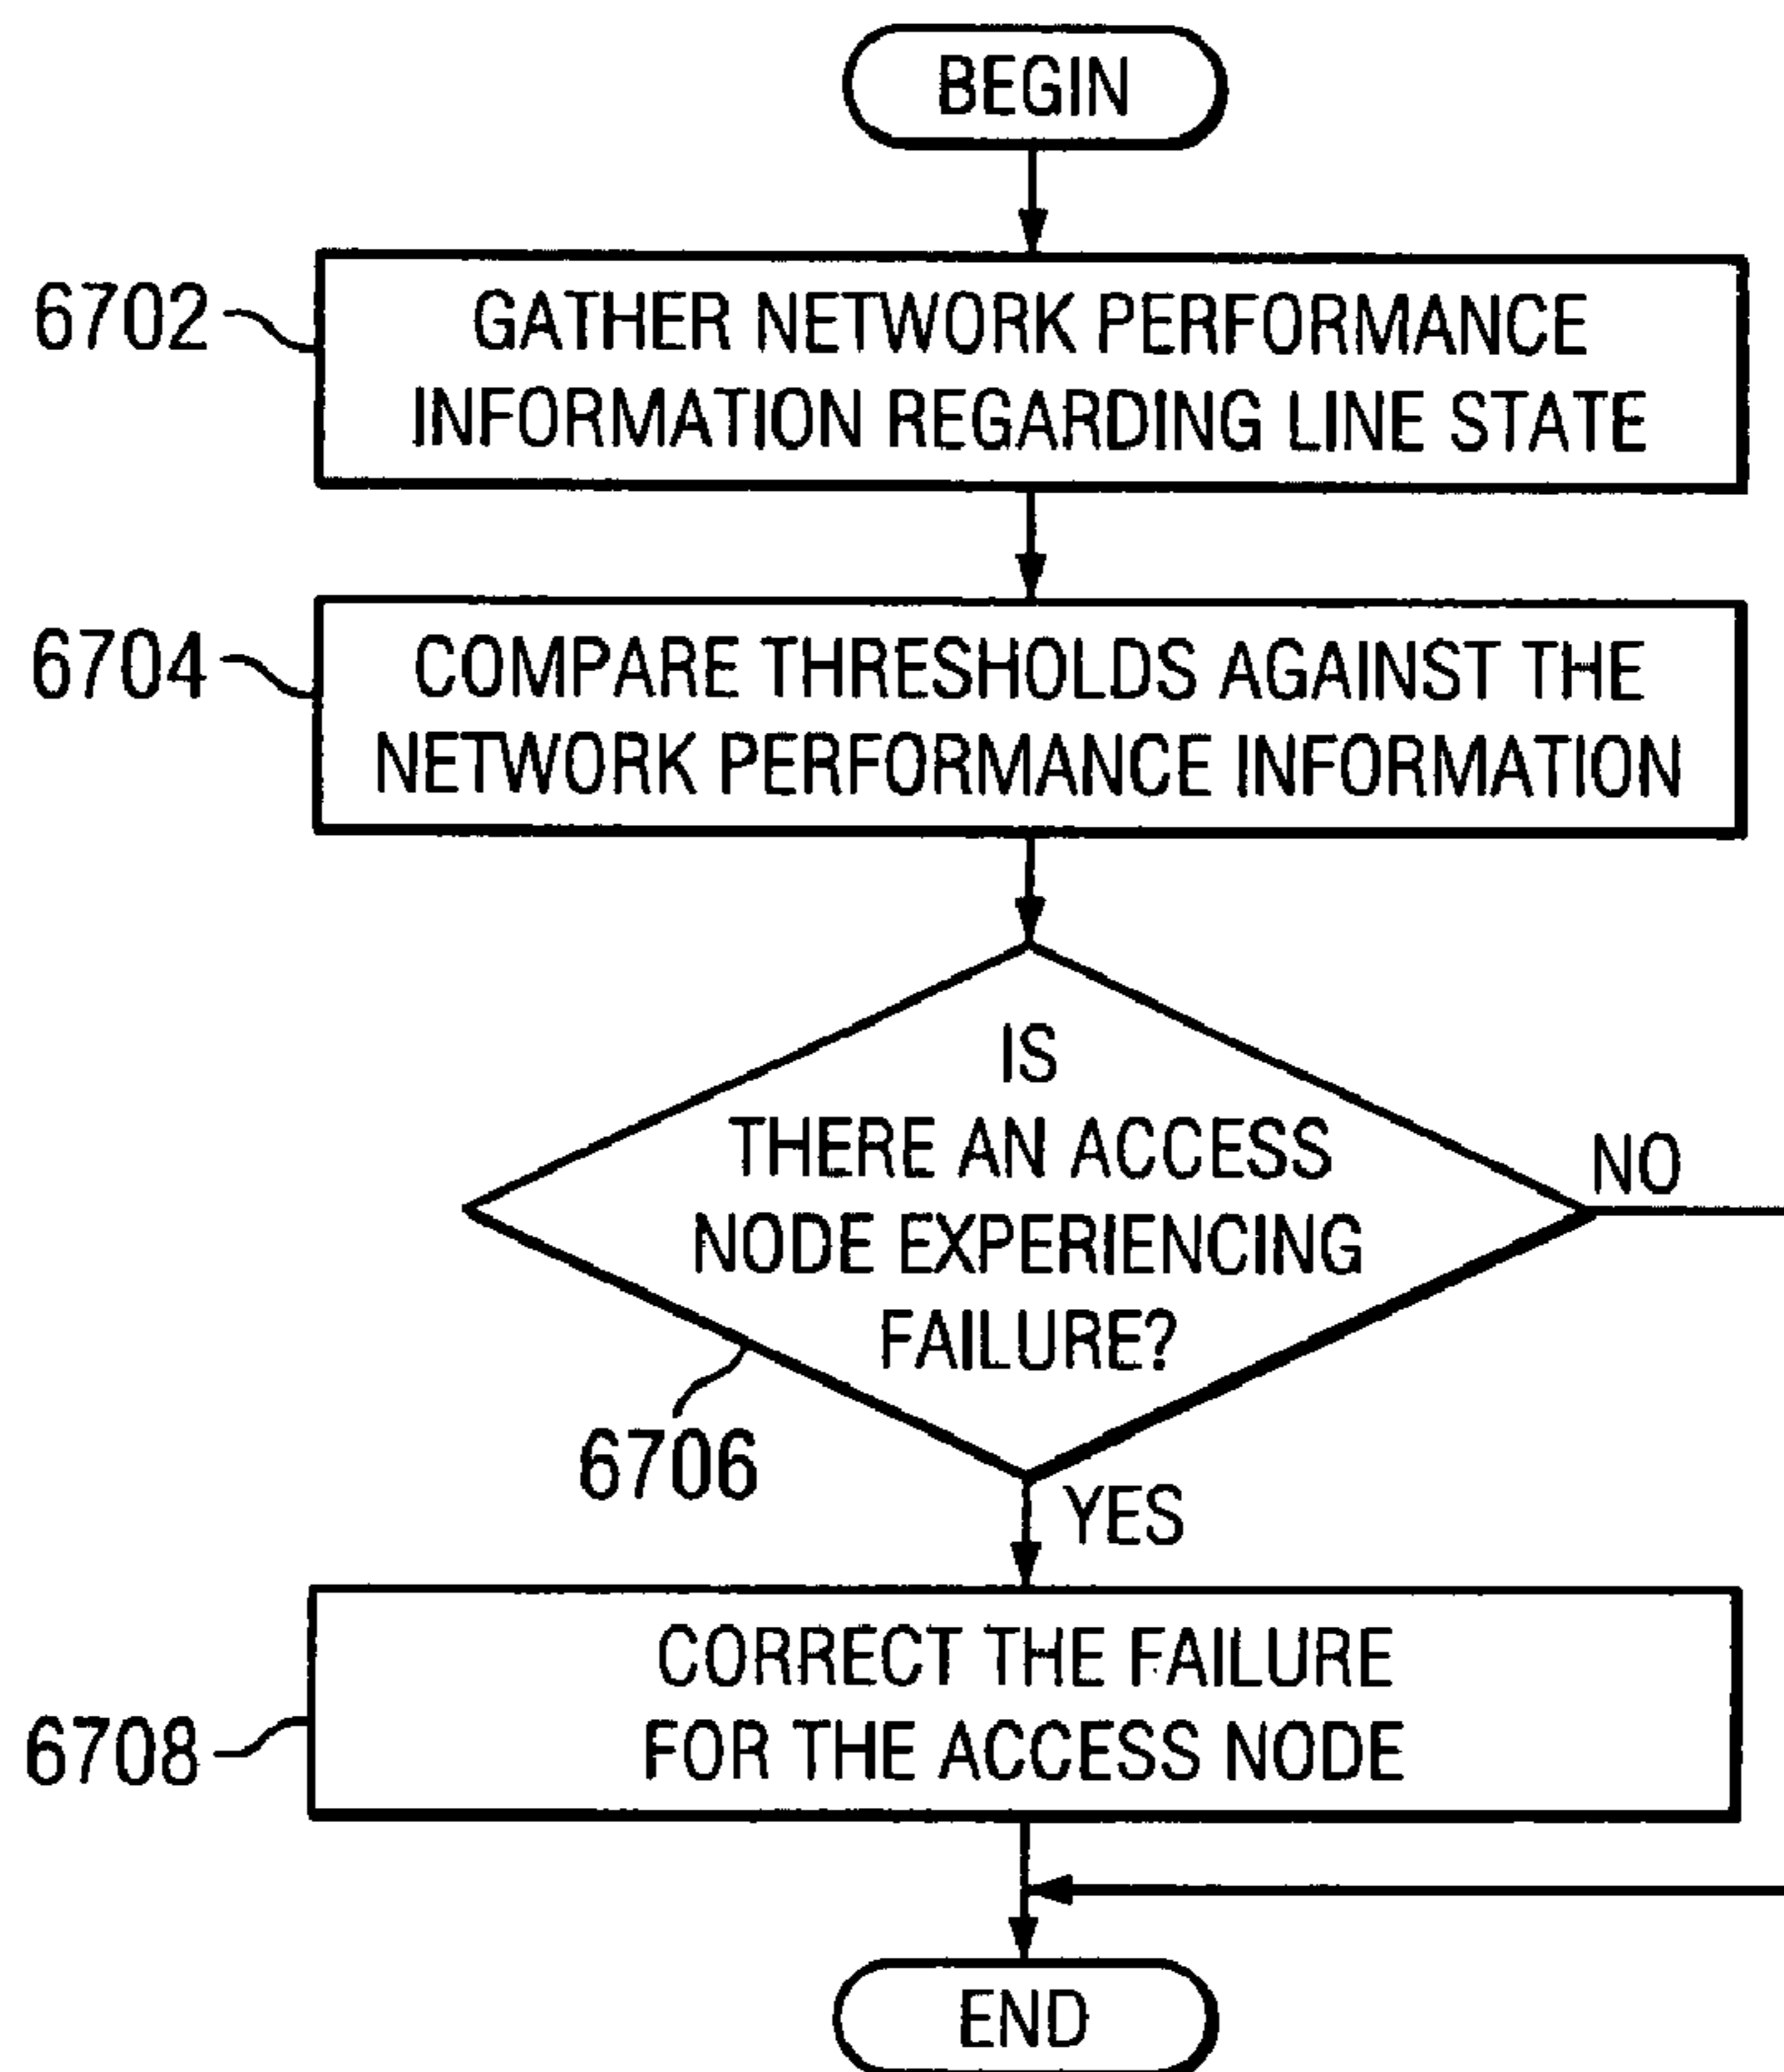 BEGIN
6702
GATHER NETWORK PERFORMANCE
INFORMATION REGARDING LINE STATE
6704
COMPARE THRESHOLDS AGAINST THE
NETWORK PERFORMANCE INFORMATION
IS
THERE AN ACCESS
NODE EXPERIENCING
FAILURE?
NO
6706
YES
6708
CORRECT THE FAILURE
FOR THE ACCESS NODE
END